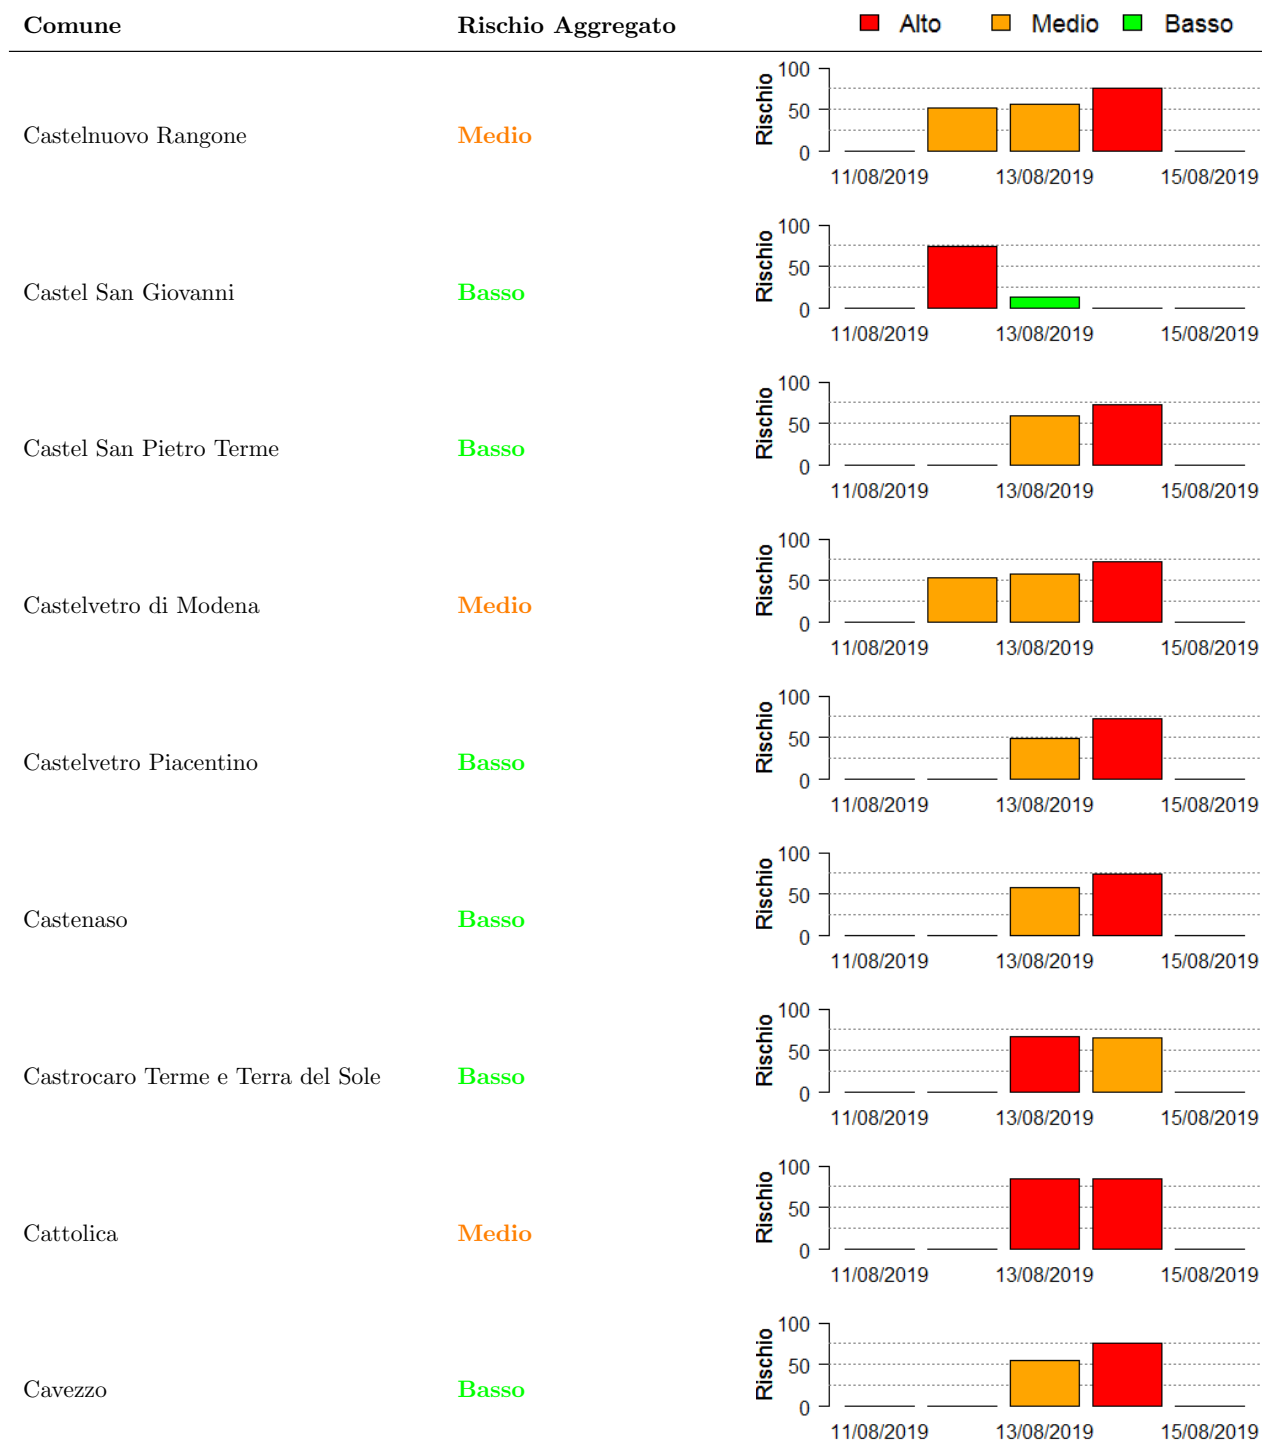 Comune Rischio Aggregato Alto Medio Basso
100
50
0
Rischio
Castelnuovo Rangone Medio
11/08/2019 13/08/2019 15/08/2019
100
50
0
Rischio
Castel San Giovanni Basso
11/08/2019 13/08/2019 15/08/2019
100
50
0
Rischio
Castel San Pietro Terme Basso
11/08/2019 13/08/2019 15/08/2019
100
50
0
Rischio
Castelvetro di Modena Medio
11/08/2019 13/08/2019 15/08/2019
100
50
0
Rischio
Castelvetro Piacentino Basso
11/08/2019 13/08/2019 15/08/2019
100
50
0
Rischio
Castenaso Basso
11/08/2019 13/08/2019 15/08/2019
100
50
0
Rischio
Castrocaro Terme e Terra del Sole Basso
11/08/2019 13/08/2019 15/08/2019
100
50
0
Rischio
Cattolica Medio
11/08/2019 13/08/2019 15/08/2019
100
50
0
Rischio
Cavezzo Basso
11/08/2019 13/08/2019 15/08/2019